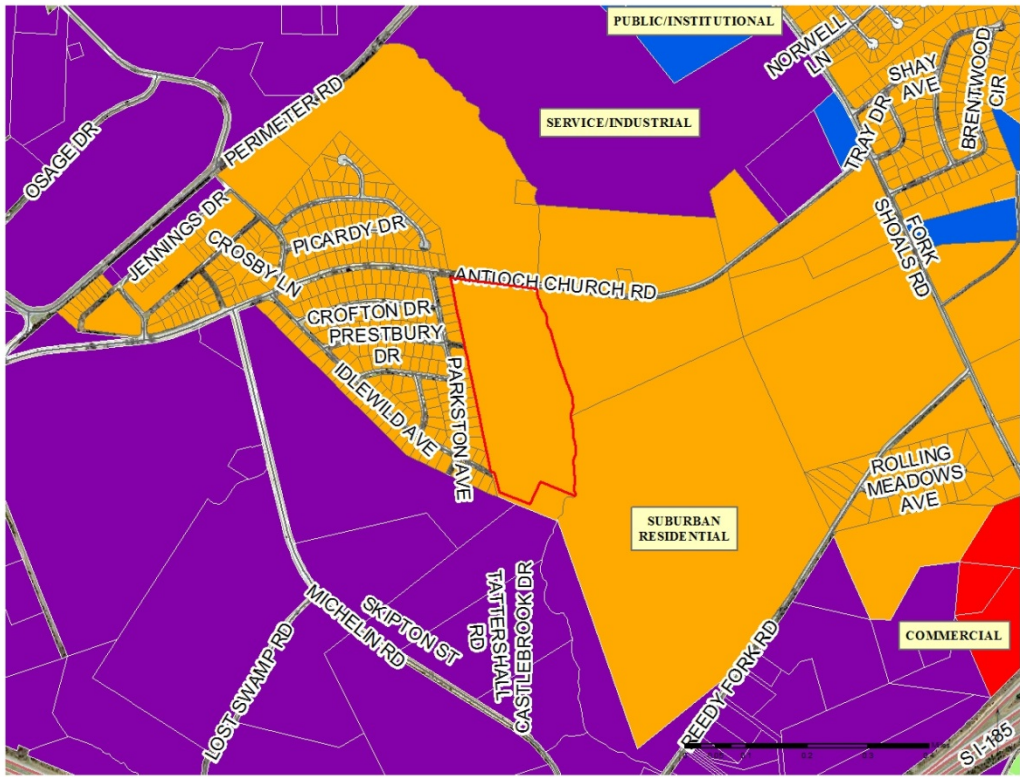 PUBLIC/INSTITUTIONAL
NORWELL
LN
SHAY
AVE
BRENTWOOD
CIR
OSAGE DR
PERIMETER RD
SERVICE/INDUSTRIAL
TRAY DR
JENNINGS DR
CROSBY LN
PICARDY DR
FORK
SHOALS RD
ANTIOCH CHURCH RD
CROFTON DR
PRESTBURY
DR
IDLEWILD AVE
PARKSTON AVE
ROLLING
MEADOWS
AVE
SUBURBAN
RESIDENTIAL
SKIPTON ST
TATTERSHALL
RD
CASTLEBROOK DR
MICHELIN RD
LOST SWAMP RD
REEDY FORK RD
COMMERCIAL
S I-185